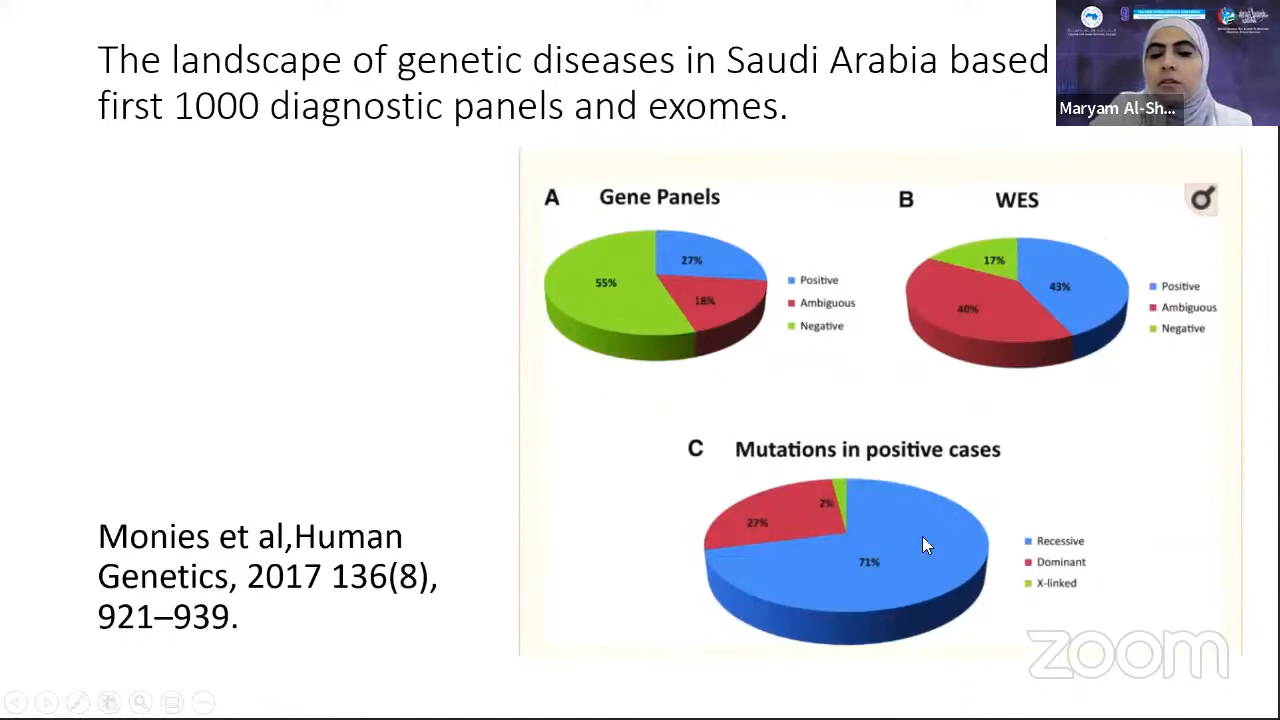 The landscape of genetic diseases in Saudi Arabia based
first 1000 diagnostic panels and exomes.
Maryam Al-Sh...
A Gene Panels
27%
55%
18%
Positive
Ambiguous
Negative
B WES
17%
43%
40%
Positive
Ambiguous
Negative
C Mutations in positive cases
2%
27%
71%
Recessive
Dominant
X-linked
Monies et al,Human
Genetics, 2017 136(8),
921–939.
zoom